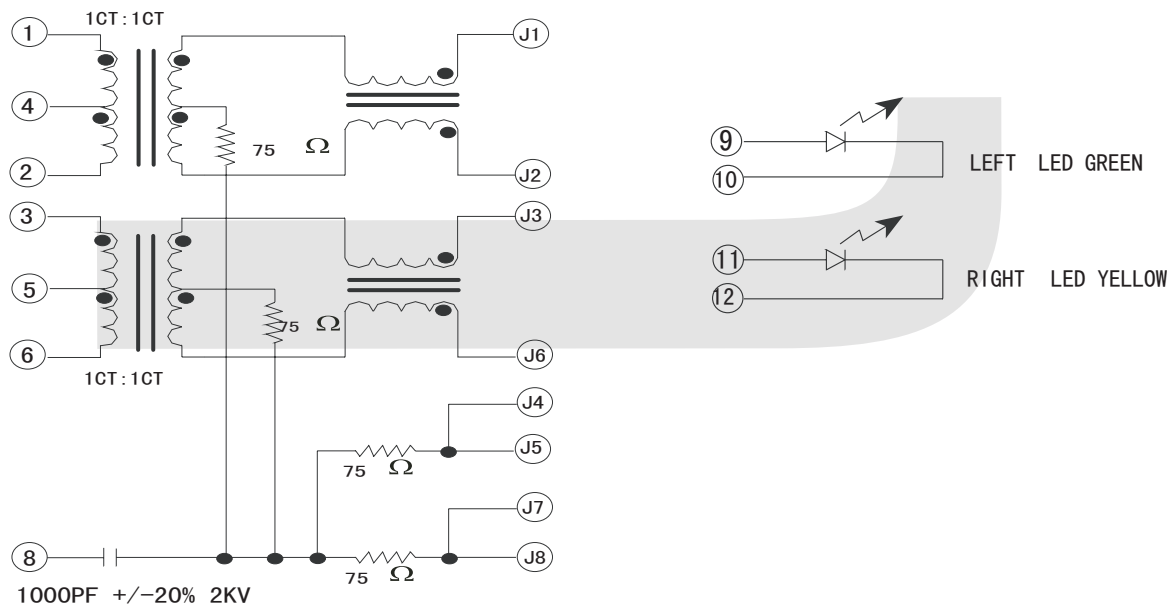 1CT:1CT
1
J1
4
75 Ω
2
J2
3
J3
5
75 Ω
6
J6
1CT:1CT
J4
J5
75 Ω
J7
8
J8
75 Ω
1000PF +/-20% 2KV
9
10
LEFT LED GREEN
11
12
RIGHT LED YELLOW